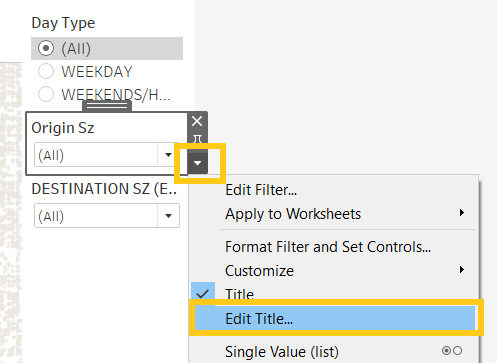 Day Type
(All)
WEEKDAY
WEEKENDS/H...
Origin Sz
(All)
DESTINATION SZ (E..
(All)
Edit Filter...
Apply to Worksheets
Format Filter and Set Controls...
Customize
Title
Edit Title...
Single Value (list)